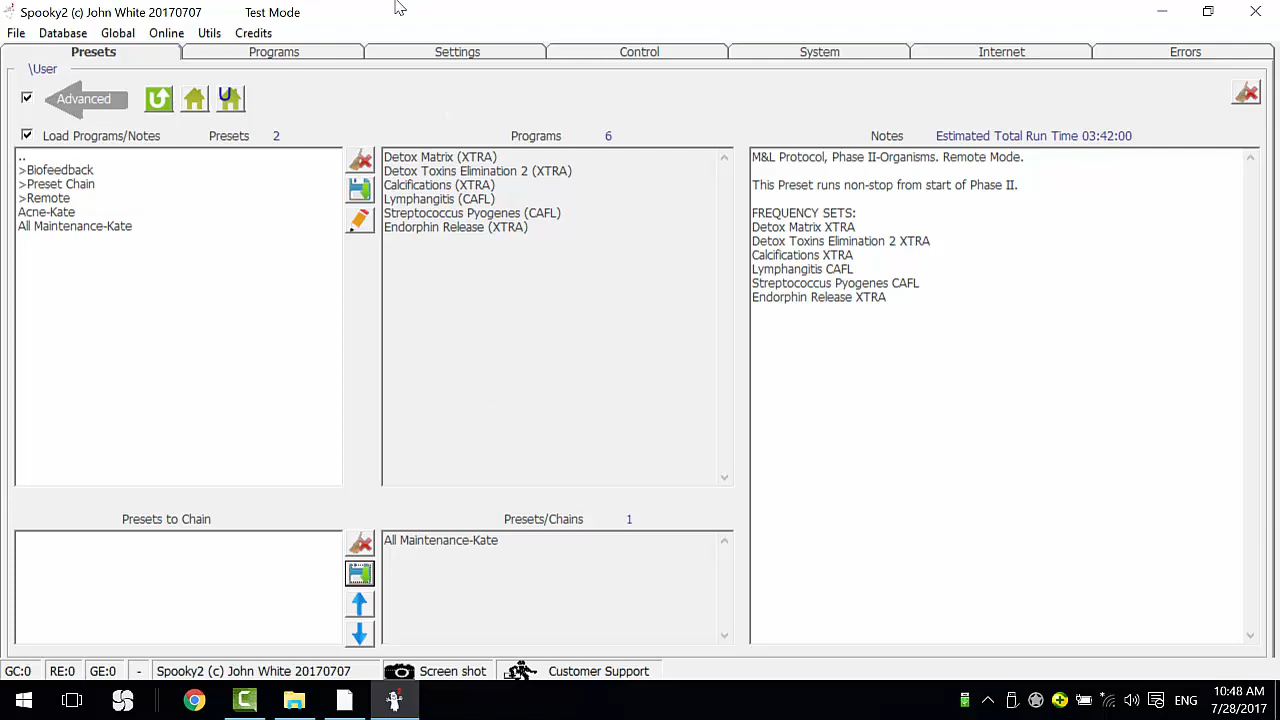 Spooky2 (c) John White 20170707 Test Mode
File Database Global Online Utils Credits
Presets Programs Settings Control System Internet Errors
\User
Advanced
Load Programs/Notes Presets 2 Programs 6 Notes Estimated Total Run Time 03:42:00
..
>Biofeedback
>Preset Chain
>Remote
Acne-Kate
All Maintenance-Kate
Detox Matrix (XTRA)
Detox Toxins Elimination 2 (XTRA)
Calcifications (XTRA)
Lymphangitis (CAFL)
Streptococcus Pyogenes (CAFL)
Endorphin Release (XTRA)
M&L Protocol, Phase II-Organisms. Remote Mode.
This Preset runs non-stop from start of Phase II.
FREQUENCY SETS:
Detox Matrix XTRA
Detox Toxins Elimination 2 XTRA
Calcifications XTRA
Lymphangitis CAFL
Streptococcus Pyogenes CAFL
Endorphin Release XTRA
Presets to Chain Presets/Chains 1
All Maintenance-Kate
GC:0 RE:0 GE:0 - Spooky2 (c) John White 20170707 Screen shot Customer Support
ENG 10:48 AM
7/28/2017